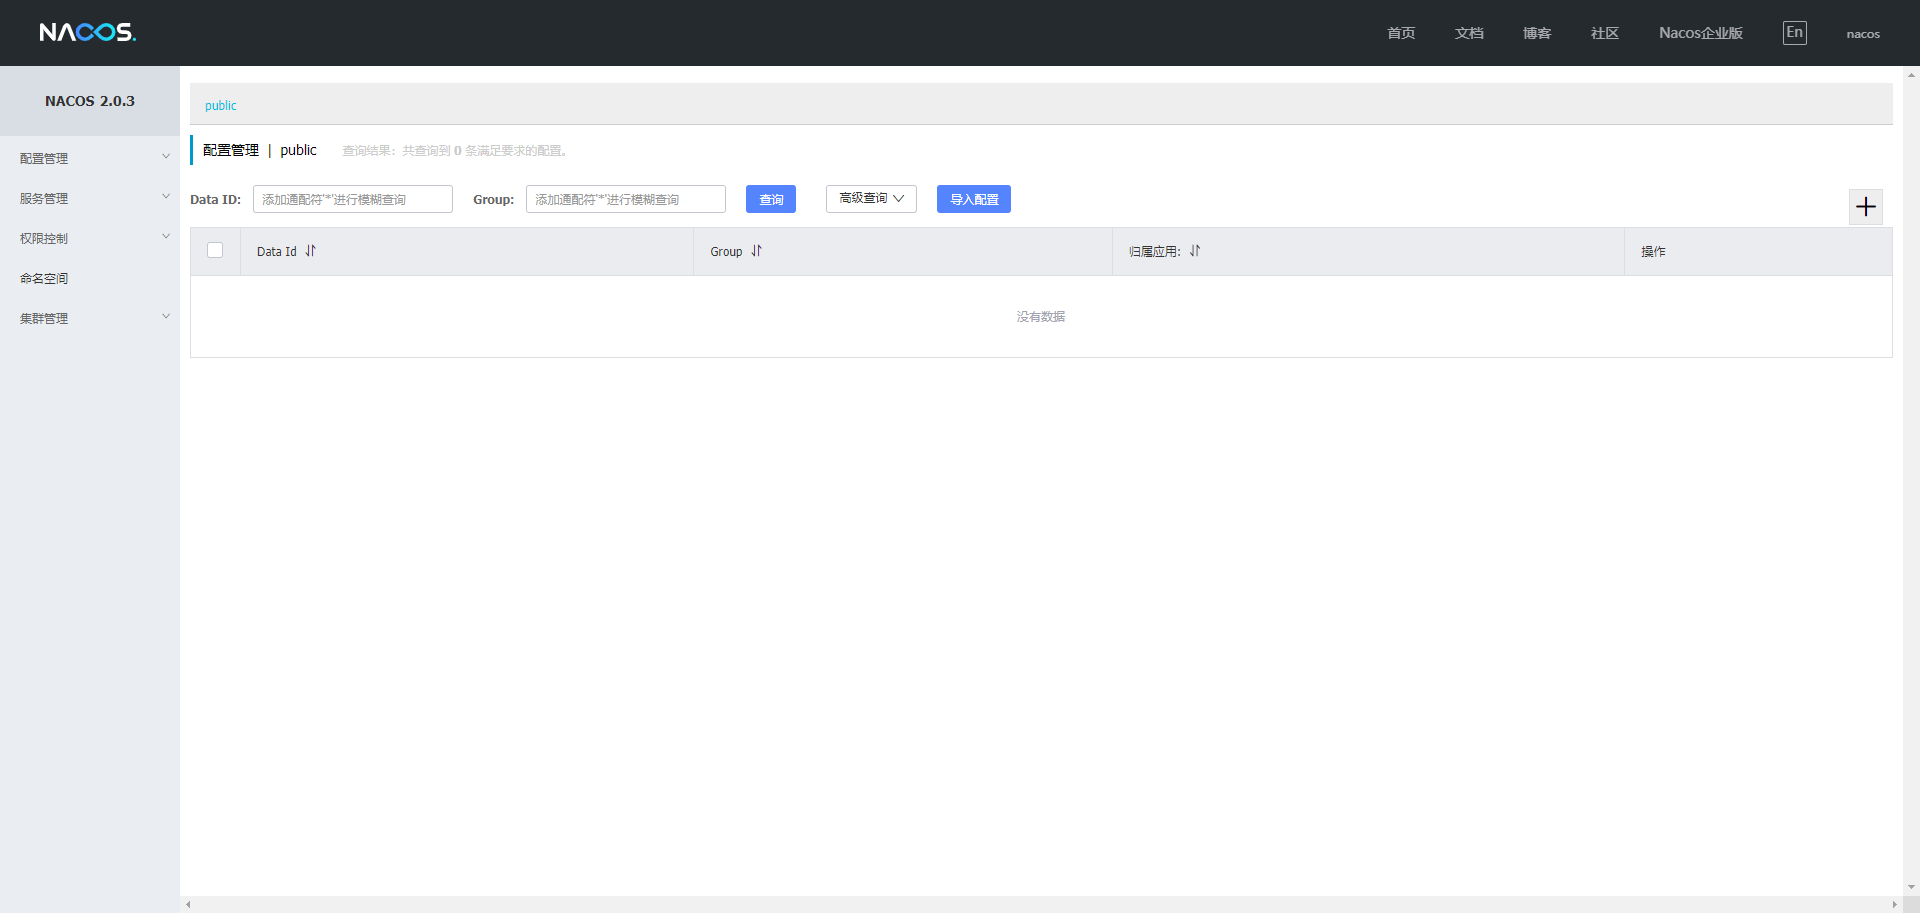 NACOS.
首页 文档 博客 社区 Nacos企业版 En nacos
NACOS 2.0.3
配置管理
服务管理
权限控制
命名空间
集群管理
public
配置管理 | public 查询结果：共查询到 0 条满足要求的配置。
Data ID: 添加通配符'*'进行模糊查询 Group: 添加通配符'*'进行模糊查询 查询 高级查询 导入配置
Data Id Group 归属应用: 操作
没有数据